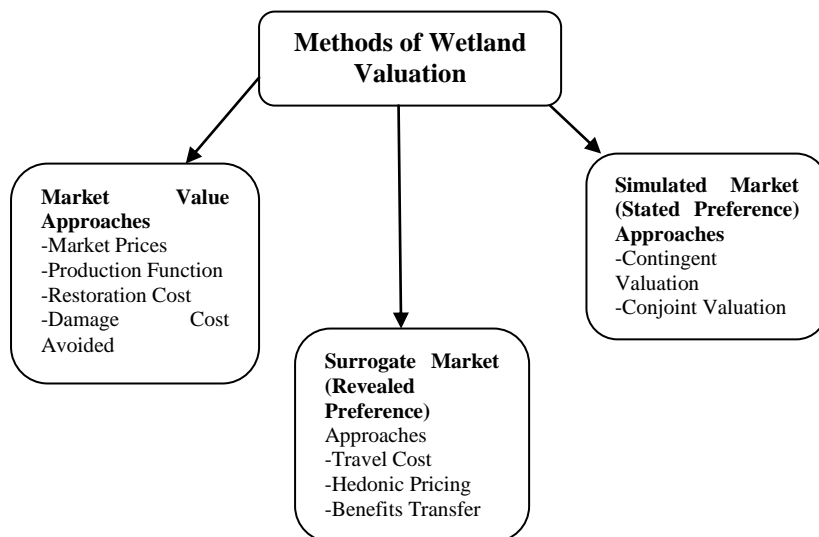 Methods of Wetland
Valuation
Market Value
Approaches
-Market Prices
-Production Function
-Restoration Cost
-Damage Cost
Avoided
Surrogate Market
(Revealed
Preference)
Approaches
-Travel Cost
-Hedonic Pricing
-Benefits Transfer
Simulated Market
(Stated Preference)
Approaches
-Contingent
Valuation
-Conjoint Valuation